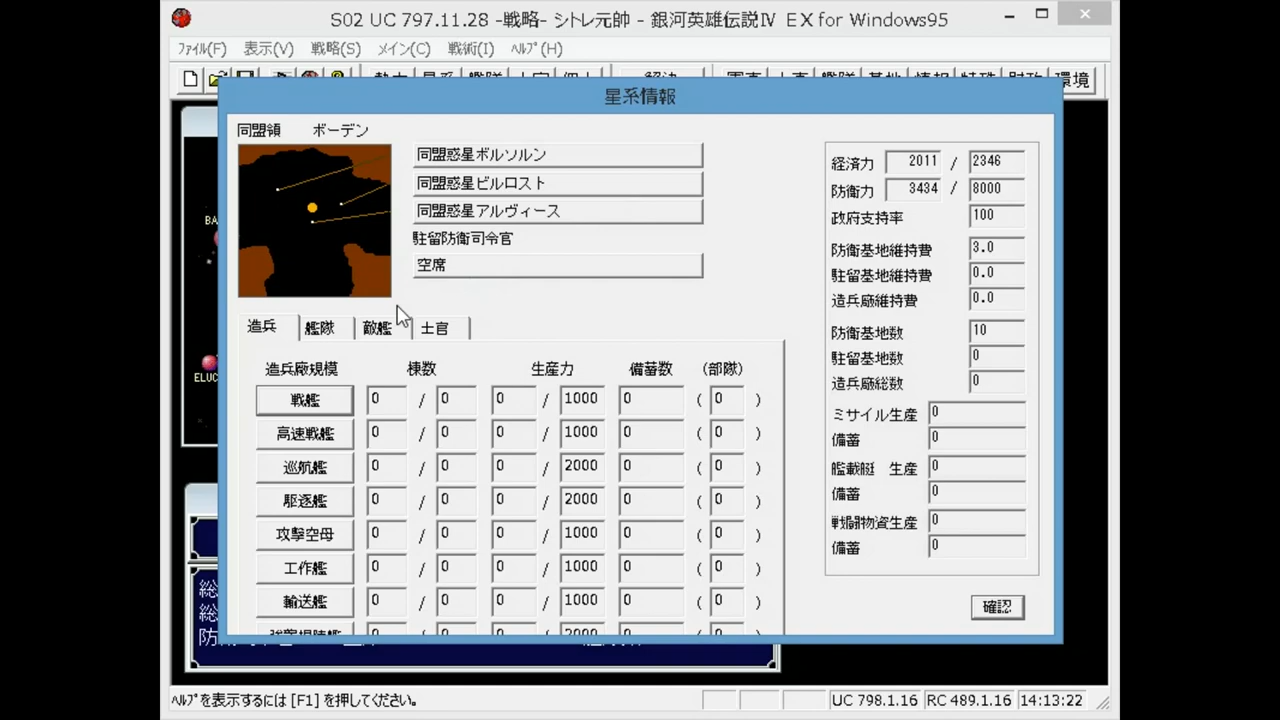 S02 UC 797.11.28 -戦略- シトレ元帥 - 銀河英雄伝説Ⅳ EX for Windows95
ﾌｧｲﾙ(F) 表示(V) 戦略(S) メイン(C) 戦術(I) ﾍﾙﾌﾟ(H)
環境
星系情報
同盟領 ボーデン
同盟惑星ボルソルン
同盟惑星ビルロスト
同盟惑星アルヴィース
駐留防衛司令官
空席
経済力 2011 / 2346
防衛力 3434 / 8000
政府支持率 100
防衛基地維持費 3.0
駐留基地維持費 0.0
造兵廠維持費 0.0
防衛基地数 10
駐留基地数 0
造兵廠総数 0
ミサイル生産 0
備蓄 0
艦載艇 生産 0
備蓄 0
戦闘物資生産 0
備蓄 0
造兵 艦隊 敵艦 士官
造兵廠規模 棟数 生産力 備蓄数 (部隊)
戦艦 0 / 0 0 / 1000 0 ( 0 )
高速戦艦 0 / 0 0 / 1000 0 ( 0 )
巡航艦 0 / 0 0 / 2000 0 ( 0 )
駆逐艦 0 / 0 0 / 2000 0 ( 0 )
攻撃空母 0 / 0 0 / 1000 0 ( 0 )
工作艦 0 / 0 0 / 1000 0 ( 0 )
輸送艦 0 / 0 0 / 1000 0 ( 0 )
確認
BA
ELUC
総
総
防
ﾍﾙﾌﾟを表示するには [F1] を押してください。
UC 798.1.16 RC 489.1.16 14:13:22